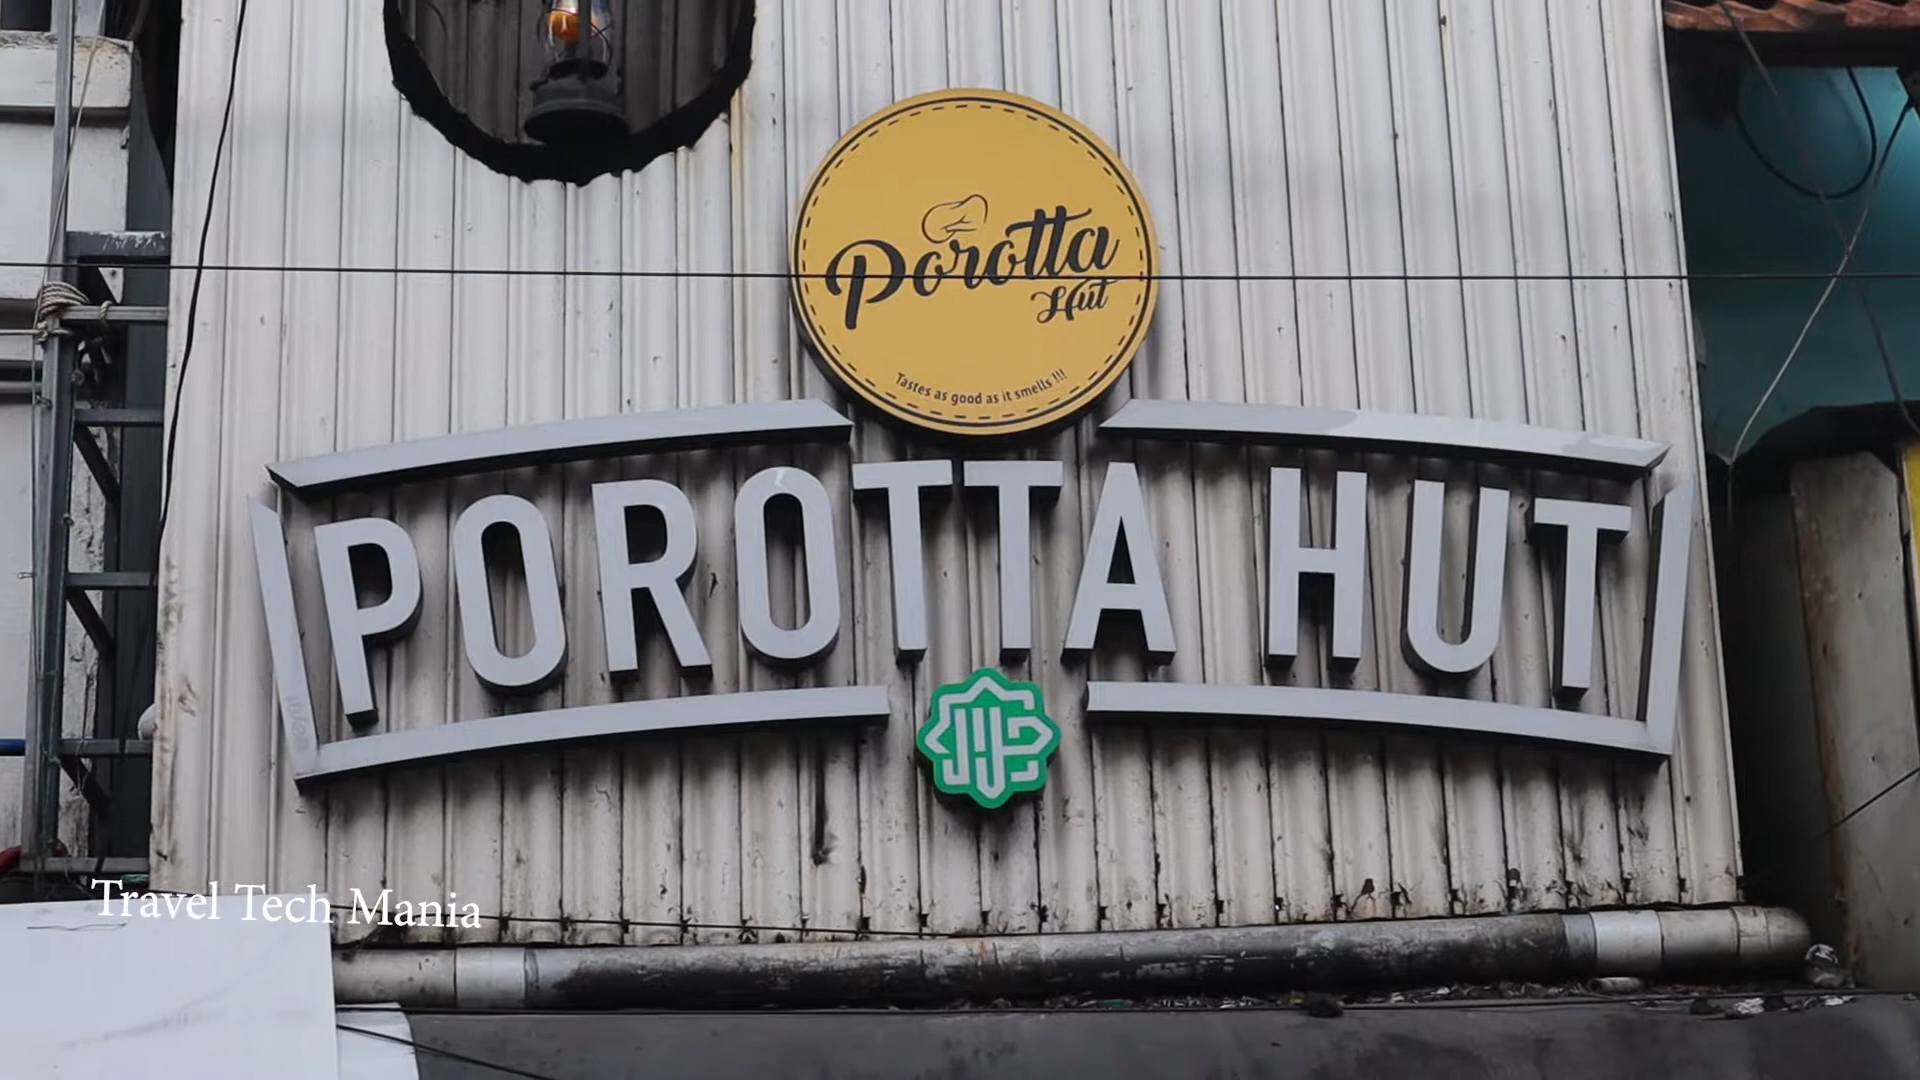 Porotta
Hut
Tastes as good as it smells !!!
POROTTA HUT
Travel Tech Mania